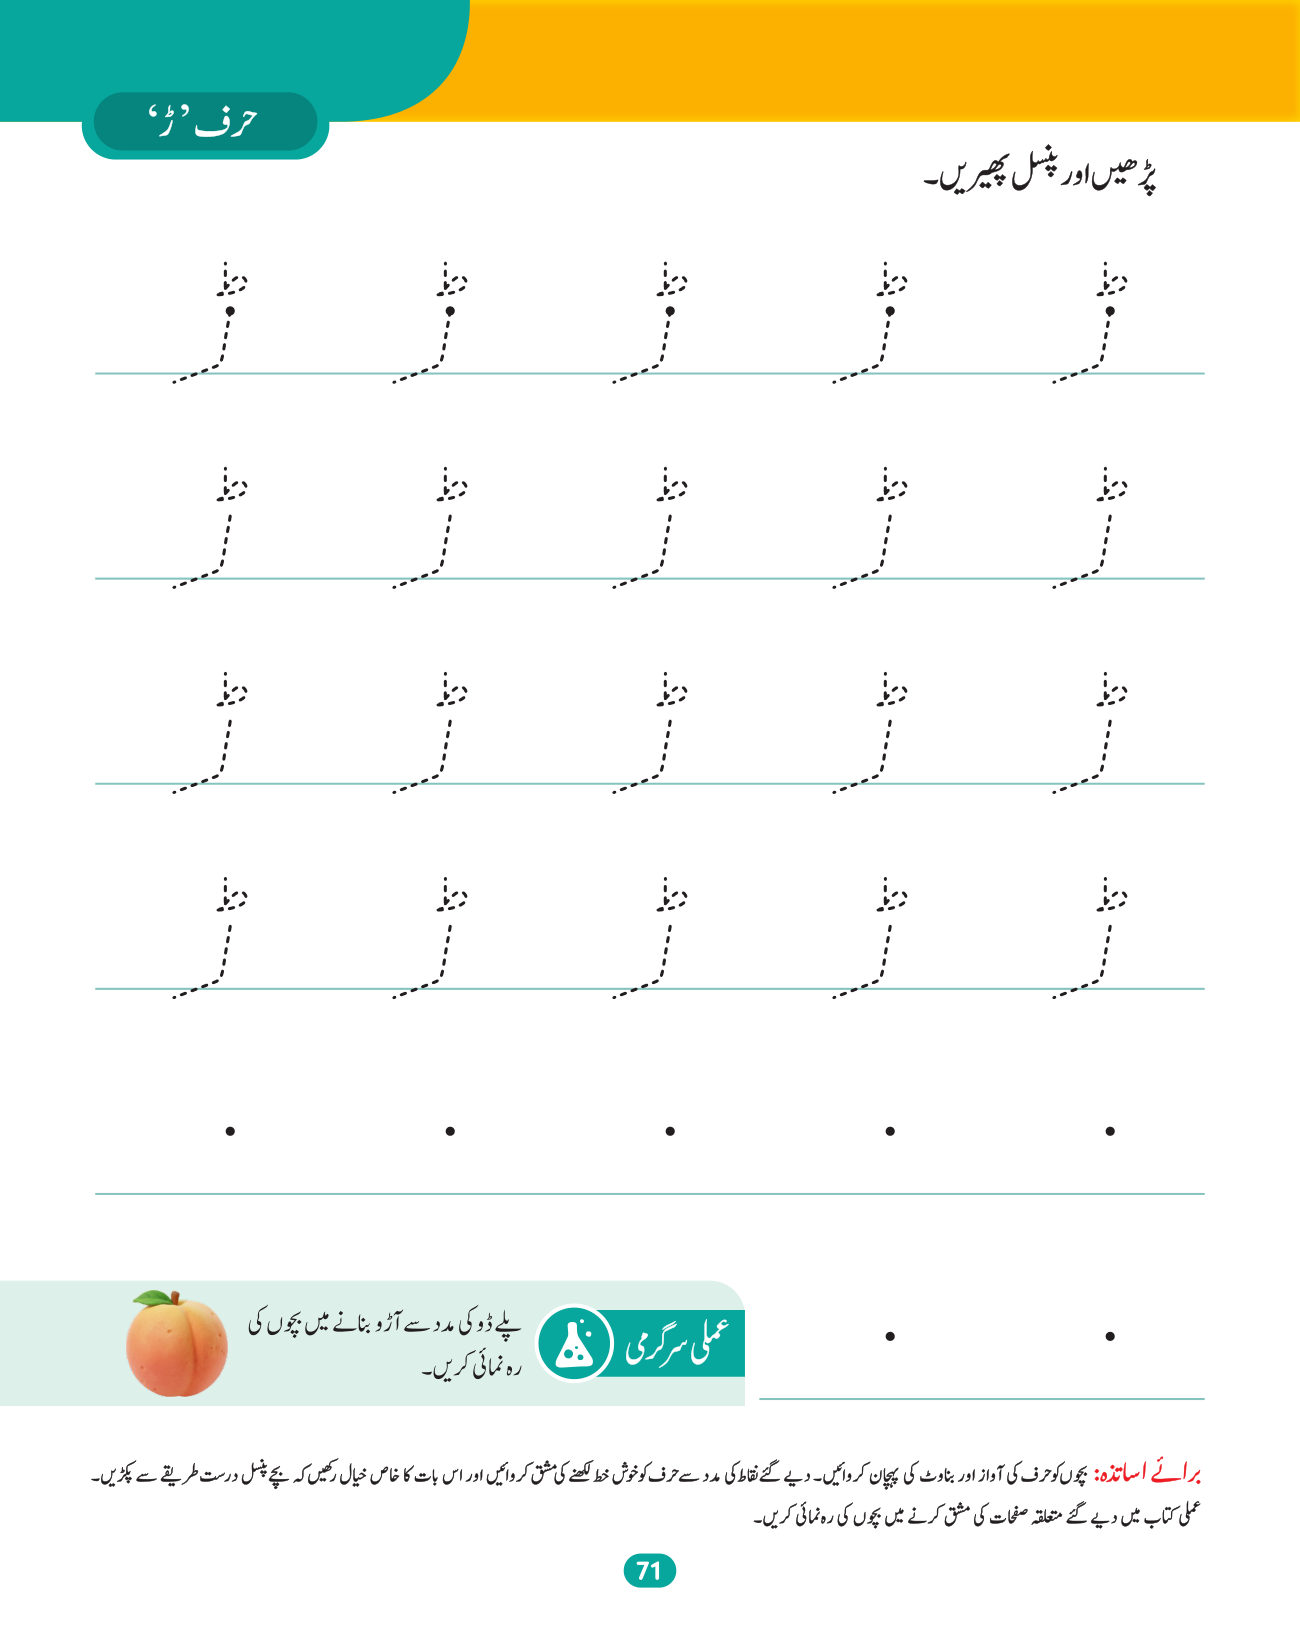 حرف ’ڑ‘
پڑھیں اور پنسل پھیریں۔
ڑ ڑ ڑ ڑ ڑ
ڑ ڑ ڑ ڑ ڑ
ڑ ڑ ڑ ڑ ڑ
ڑ ڑ ڑ ڑ ڑ
عملی سرگرمی
پلے ڈو کی مدد سے آڑو بنانے میں بچوں کی
رہ نمائی کریں۔
برائے اساتذہ: بچوں کو حرف کی آواز اور بناوٹ کی پہچان کروائیں۔ دیے گئے نقاط کی مدد سے حرف کو خوش خط لکھنے کی مشق کروائیں اور اس بات کا خاص خیال رکھیں کہ بچے پنسل درست طریقے سے پکڑیں۔
عملی کتاب میں دیے گئے متعلقہ صفحات کی مشق کرنے میں بچوں کی رہ نمائی کریں۔
71